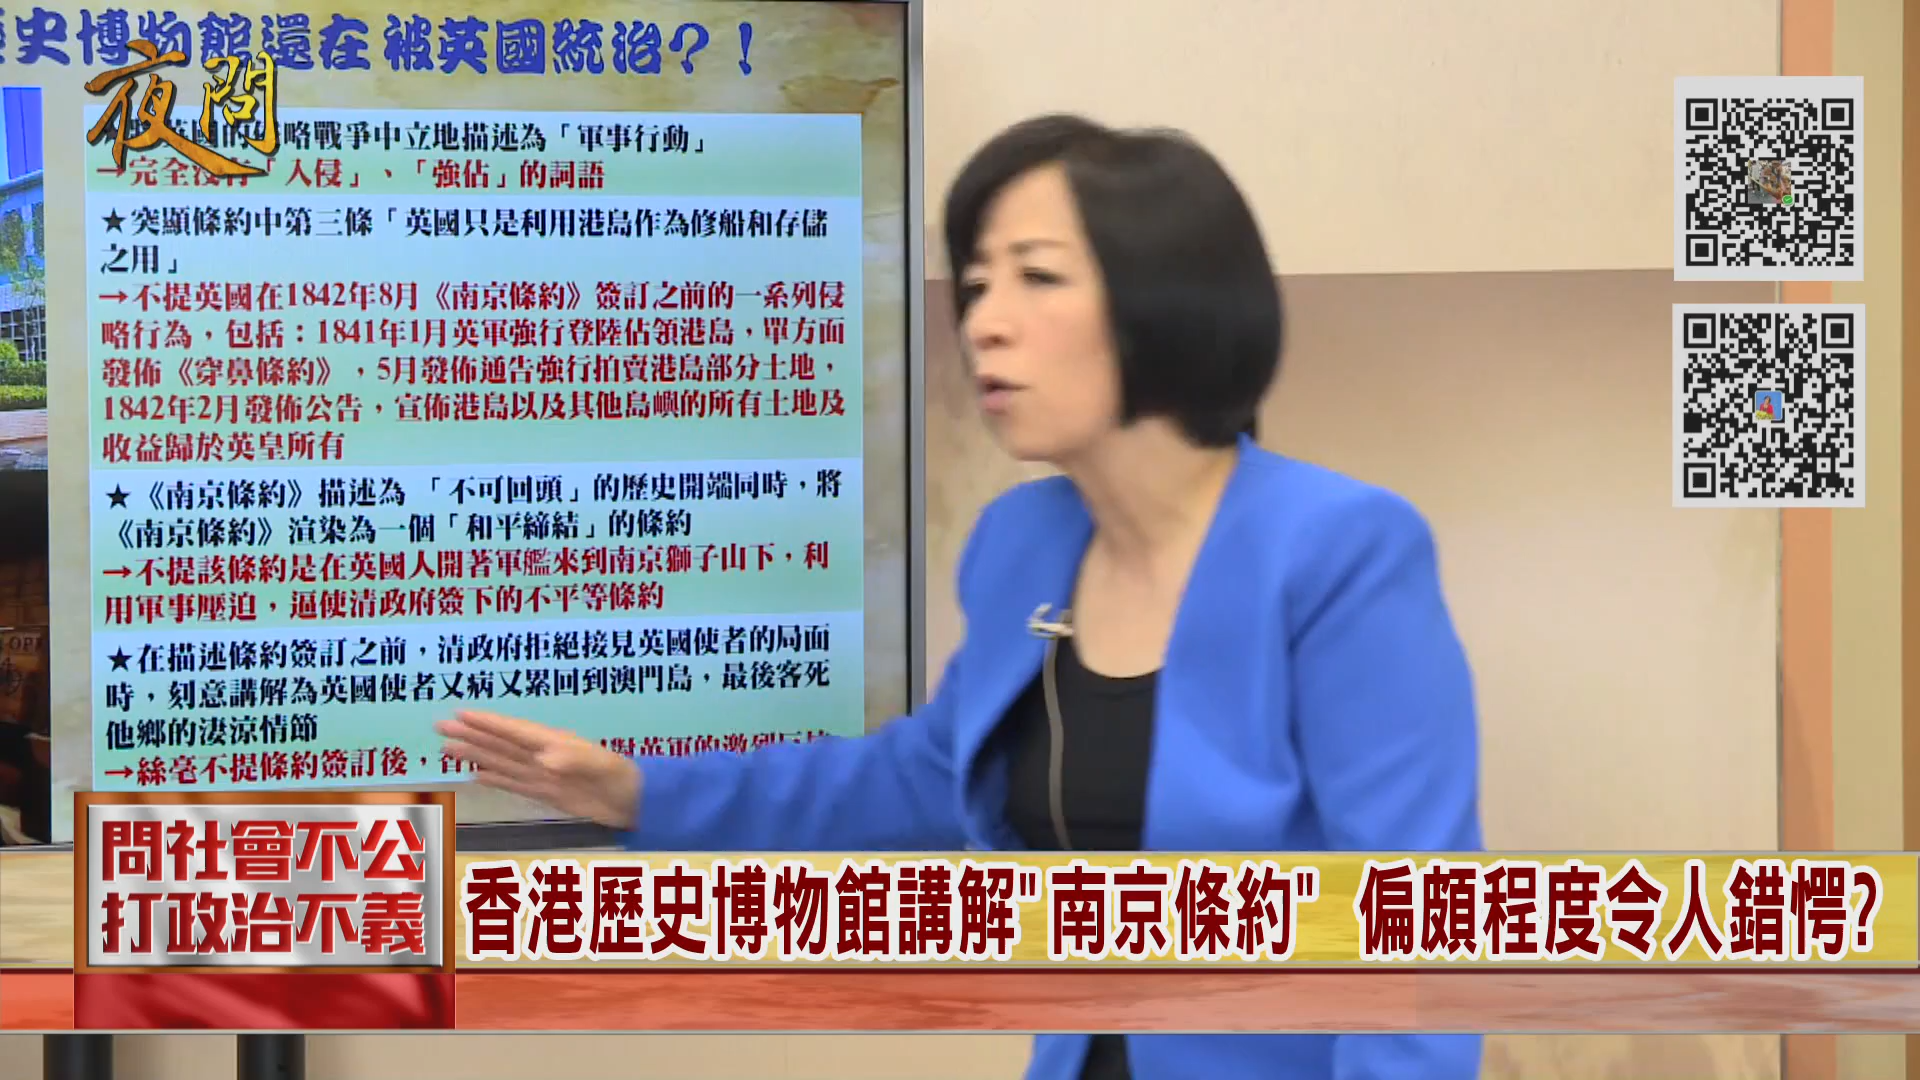 史博物館還在被英國統治？！
夜問
英國的侵略戰爭中立地描述為「軍事行動」
→完全沒有「入侵」、「強佔」的詞語
★突顯條約中第三條「英國只是利用港島作為修船和存儲
之用」
→不提英國在1842年8月《南京條約》簽訂之前的一系列侵
略行為，包括：1841年1月英軍強行登陸佔領港島，單方面
發佈《穿鼻條約》，5月發佈通告強行拍賣港島部分土地，
1842年2月發佈公告，宣佈港島以及其他島嶼的所有土地及
收益歸於英皇所有
★《南京條約》描述為「不可回頭」的歷史開端同時，將
《南京條約》渲染為一個「和平締結」的條約
→不提該條約是在英國人開著軍艦來到南京獅子山下，利
用軍事壓迫，逼使清政府簽下的不平等條約
★在描述條約簽訂之前，清政府拒絕接見英國使者的局面
時，刻意講解為英國使者又病又累回到澳門島，最後客死
他鄉的淒涼情節
→絲毫不提條約簽訂後，香 對英軍的激烈反抗
問社會不公
打政治不義
香港歷史博物館講解"南京條約" 偏頗程度令人錯愕？